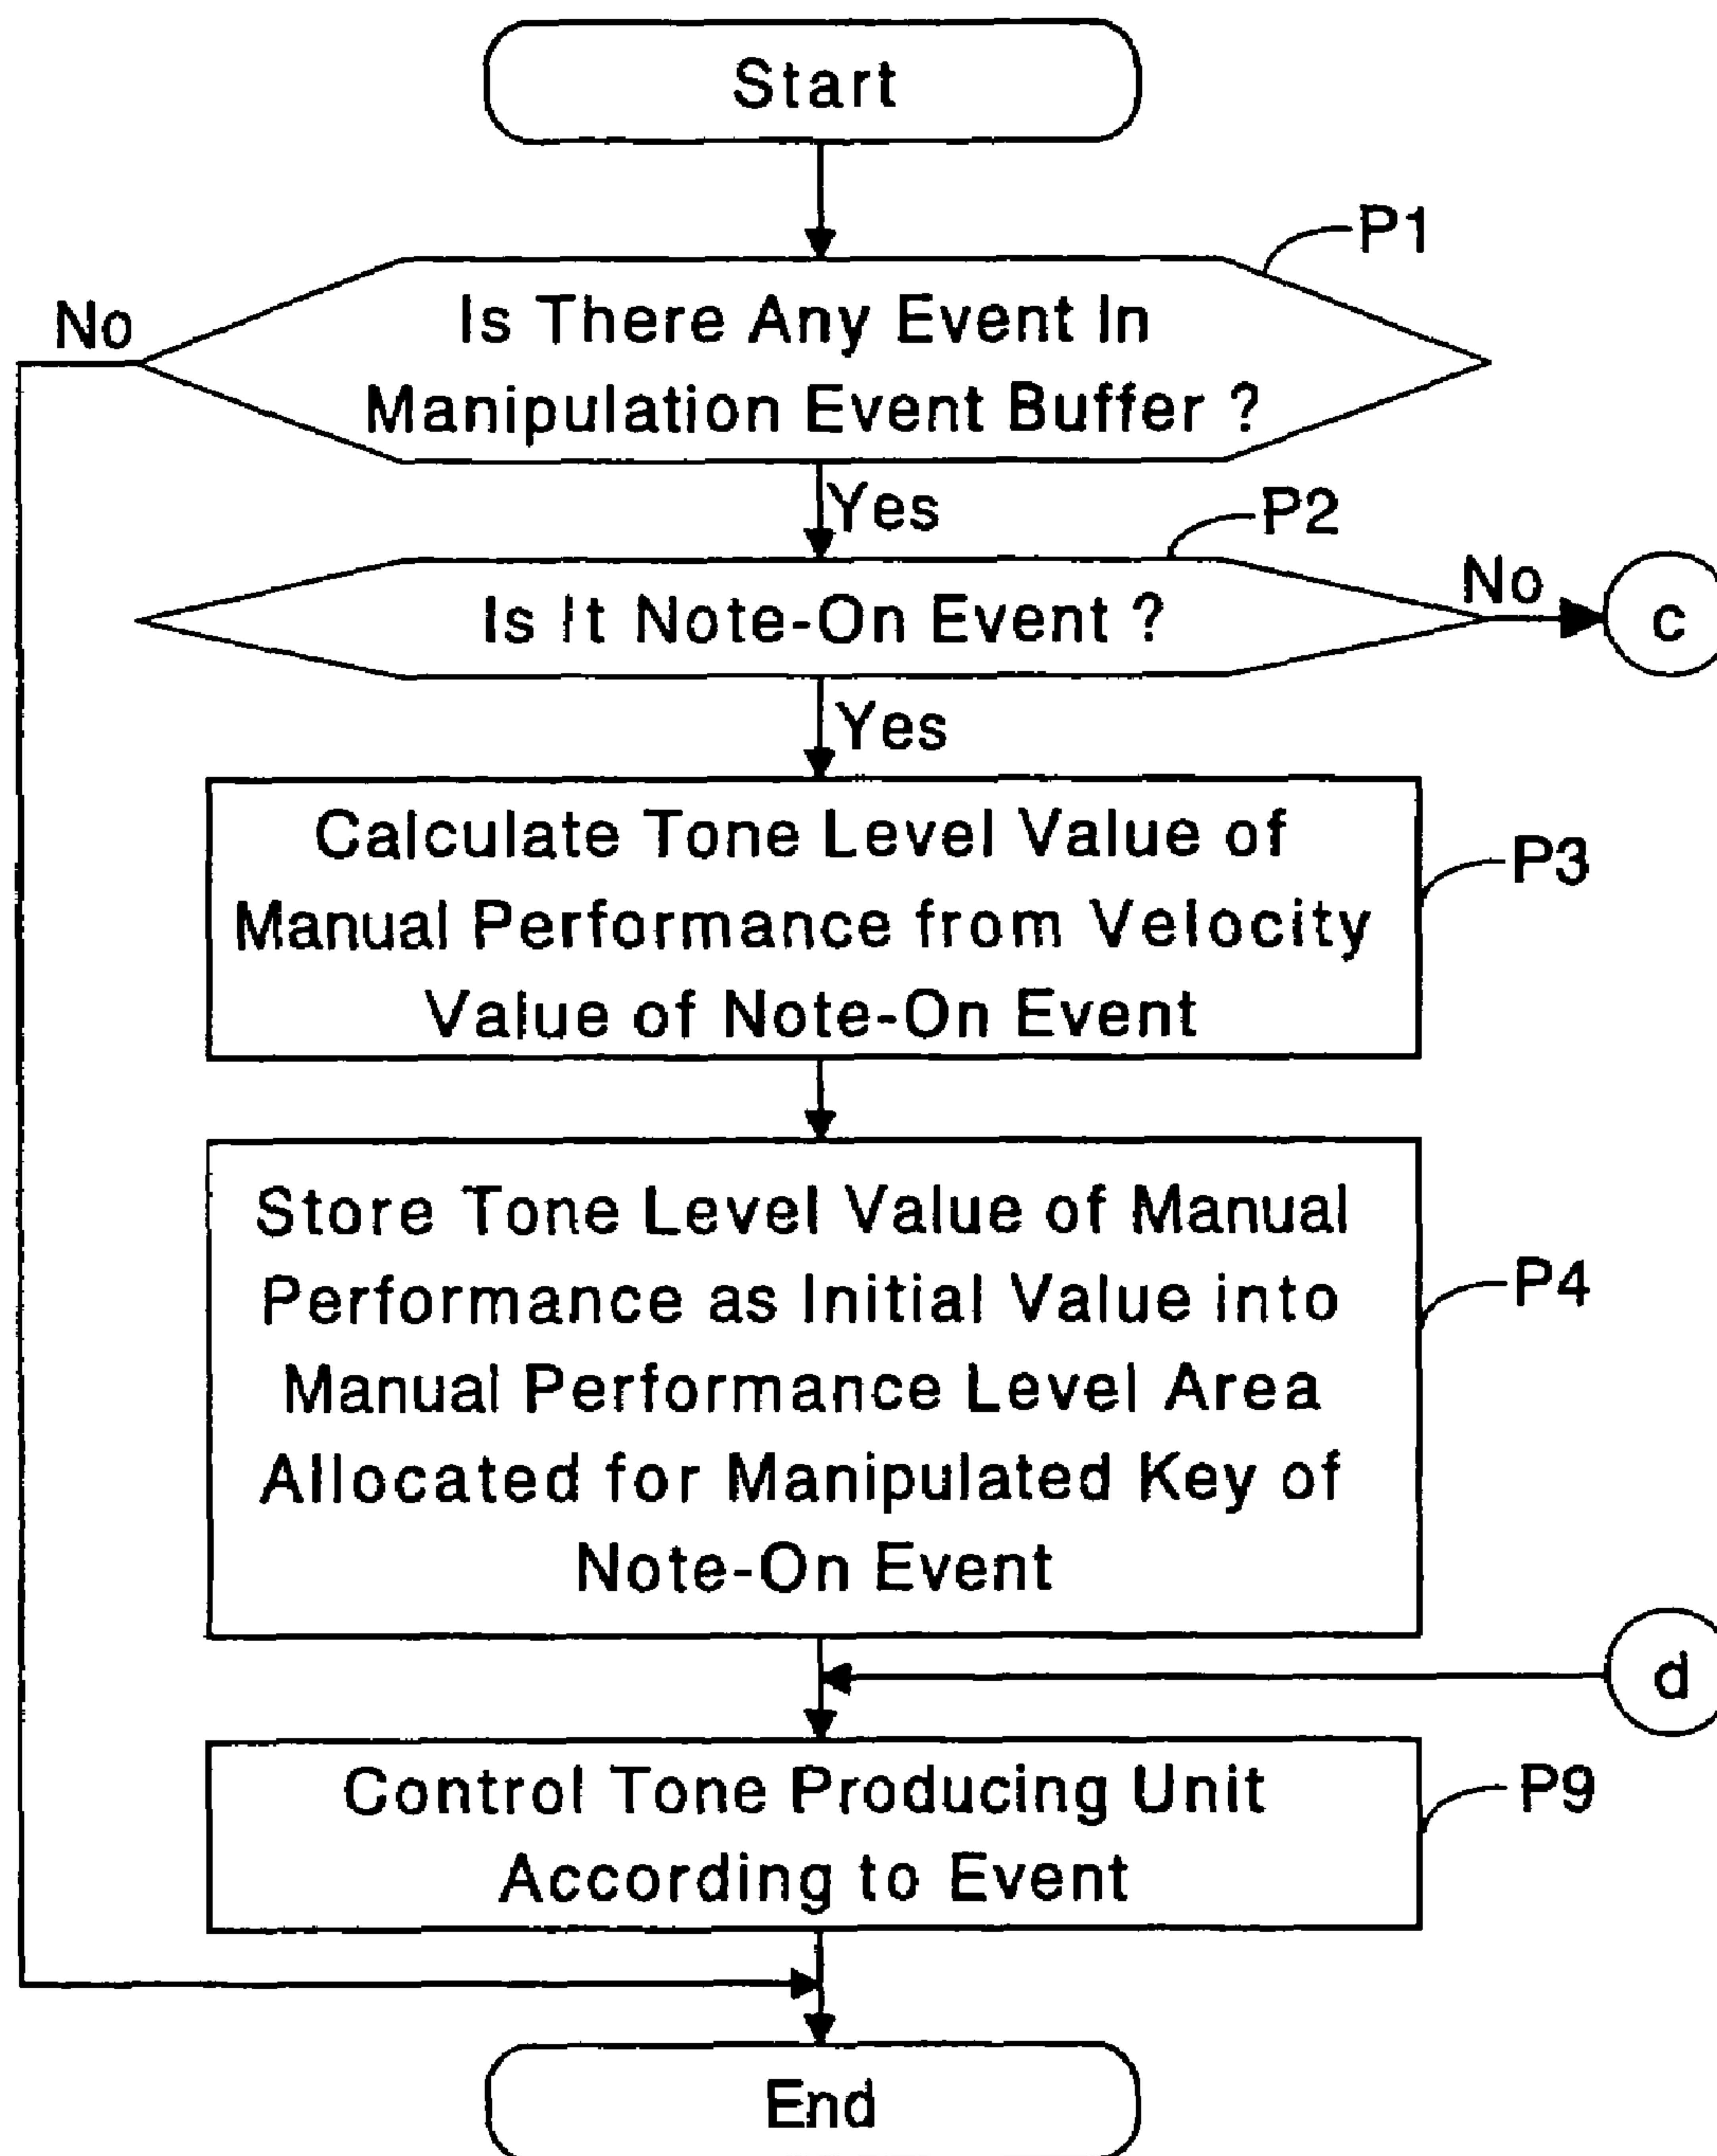 Start
P1
No
Is There Any Event In
Manipulation Event Buffer ?
Yes
P2
No
Is It Note-On Event ?
c
Yes
Calculate Tone Level Value of
Manual Performance from Velocity
Value of Note-On Event
P3
Store Tone Level Value of Manual
Performance as Initial Value into
Manual Performance Level Area
Allocated for Manipulated Key of
Note-On Event
P4
d
Control Tone Producing Unit
According to Event
P9
End